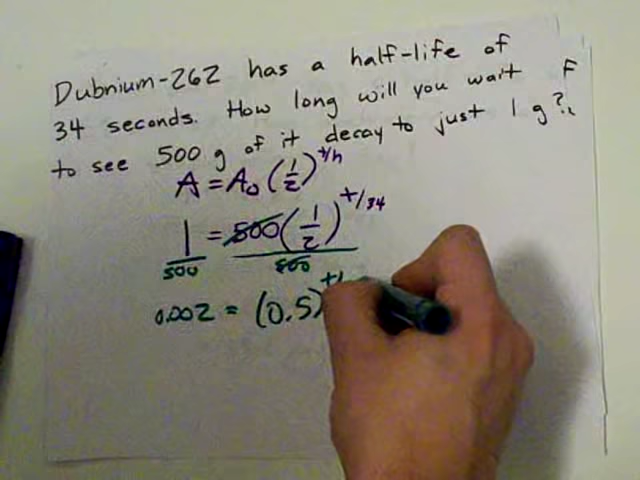 Dubnium-262 has a half-life of
34 seconds. How long will you wait
to see 500 g of it decay to just 1 g?
A = A₀(1/2)^t/h
1/500 = 500(1/2)^t/34 / 500
0.002 = (0.5)